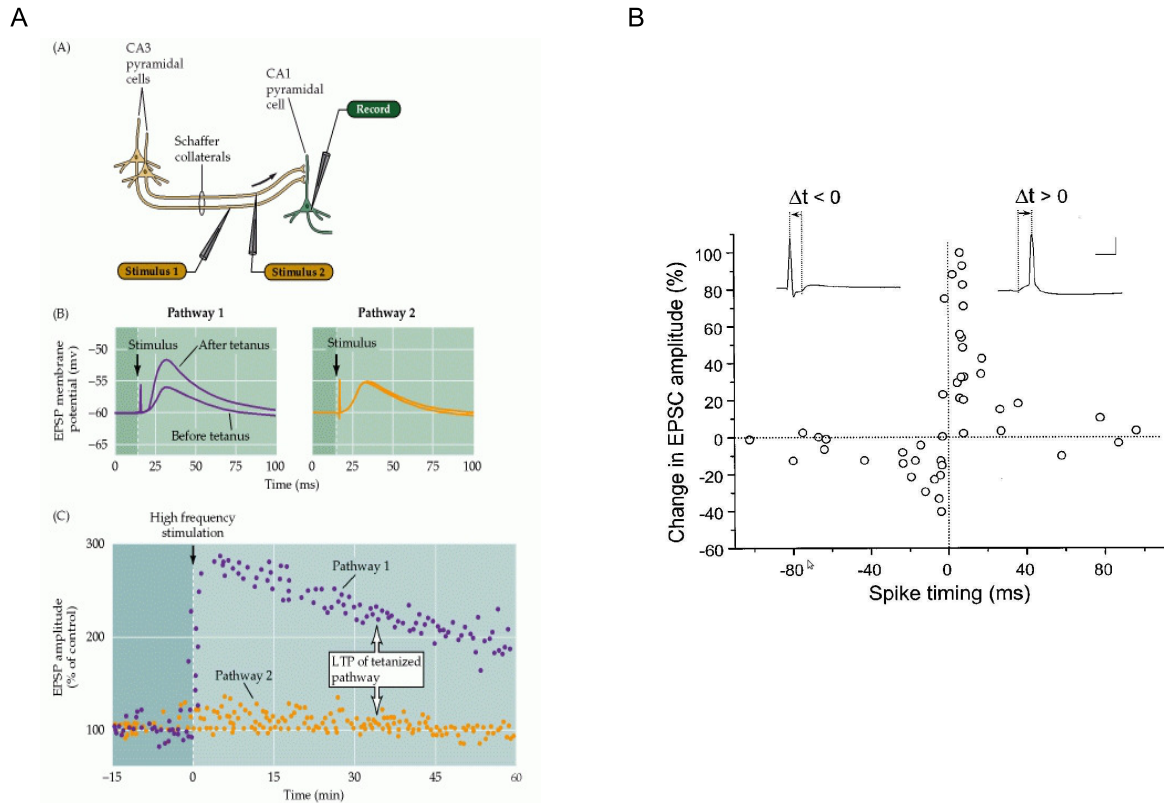 A
(A)
CA3
pyramidal
cells
CA1
pyramidal
cell
Record
Schaffer
collaterals
Stimulus 1
Stimulus 2
(B)
Pathway 1
Pathway 2
EPSP membrane
potential (mv)
−50
−55
−60
−65
Stimulus
After tetanus
Before tetanus
Stimulus
0
25
50
75
100
0
25
50
75
100
Time (ms)
Time (ms)
(C)
High frequency
stimulation
EPSP amplitude
(% of control)
300
200
100
Pathway 1
LTP of tetanized
pathway
Pathway 2
−15
0
15
30
45
60
Time (min)
B
Δt < 0
Δt > 0
Change in EPSC amplitude (%)
100
80
60
40
20
0
-20
-40
-60
-80
-40
0
40
80
Spike timing (ms)